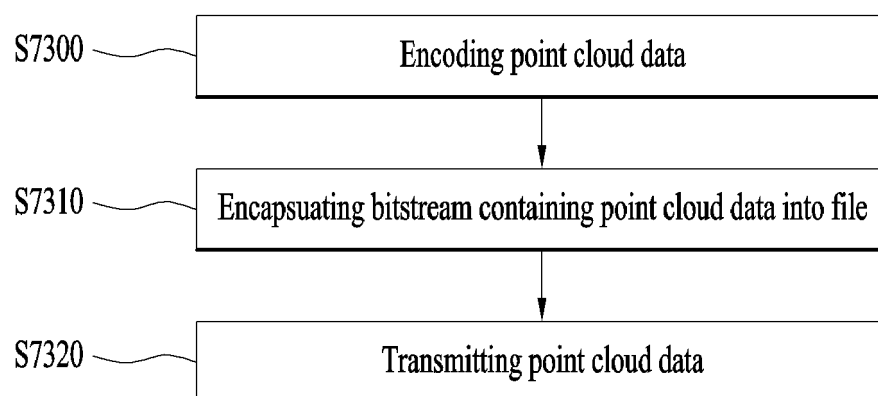 S7300
Encoding point cloud data
S7310
Encapsuating bitstream containing point cloud data into file
S7320
Transmitting point cloud data